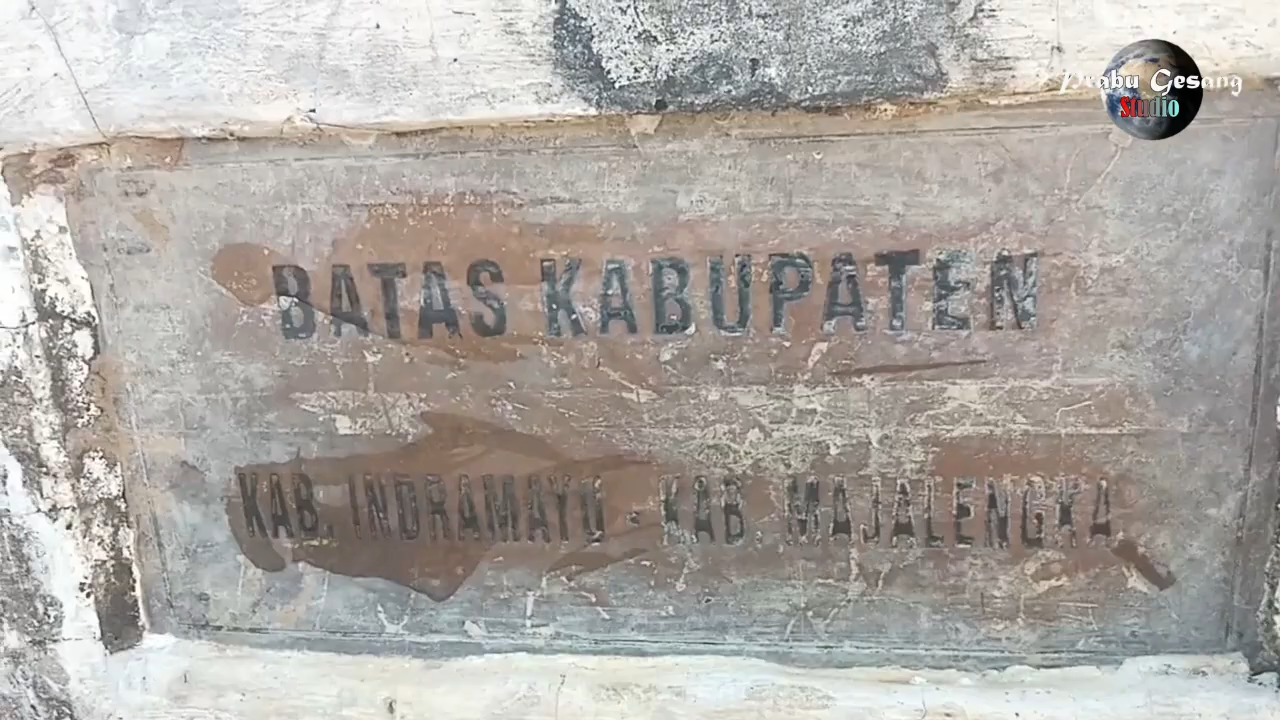 Prabu Gesang
Studio
BATAS KABUPATEN
KAB. INDRAMAYU - KAB. MAJALENGKA